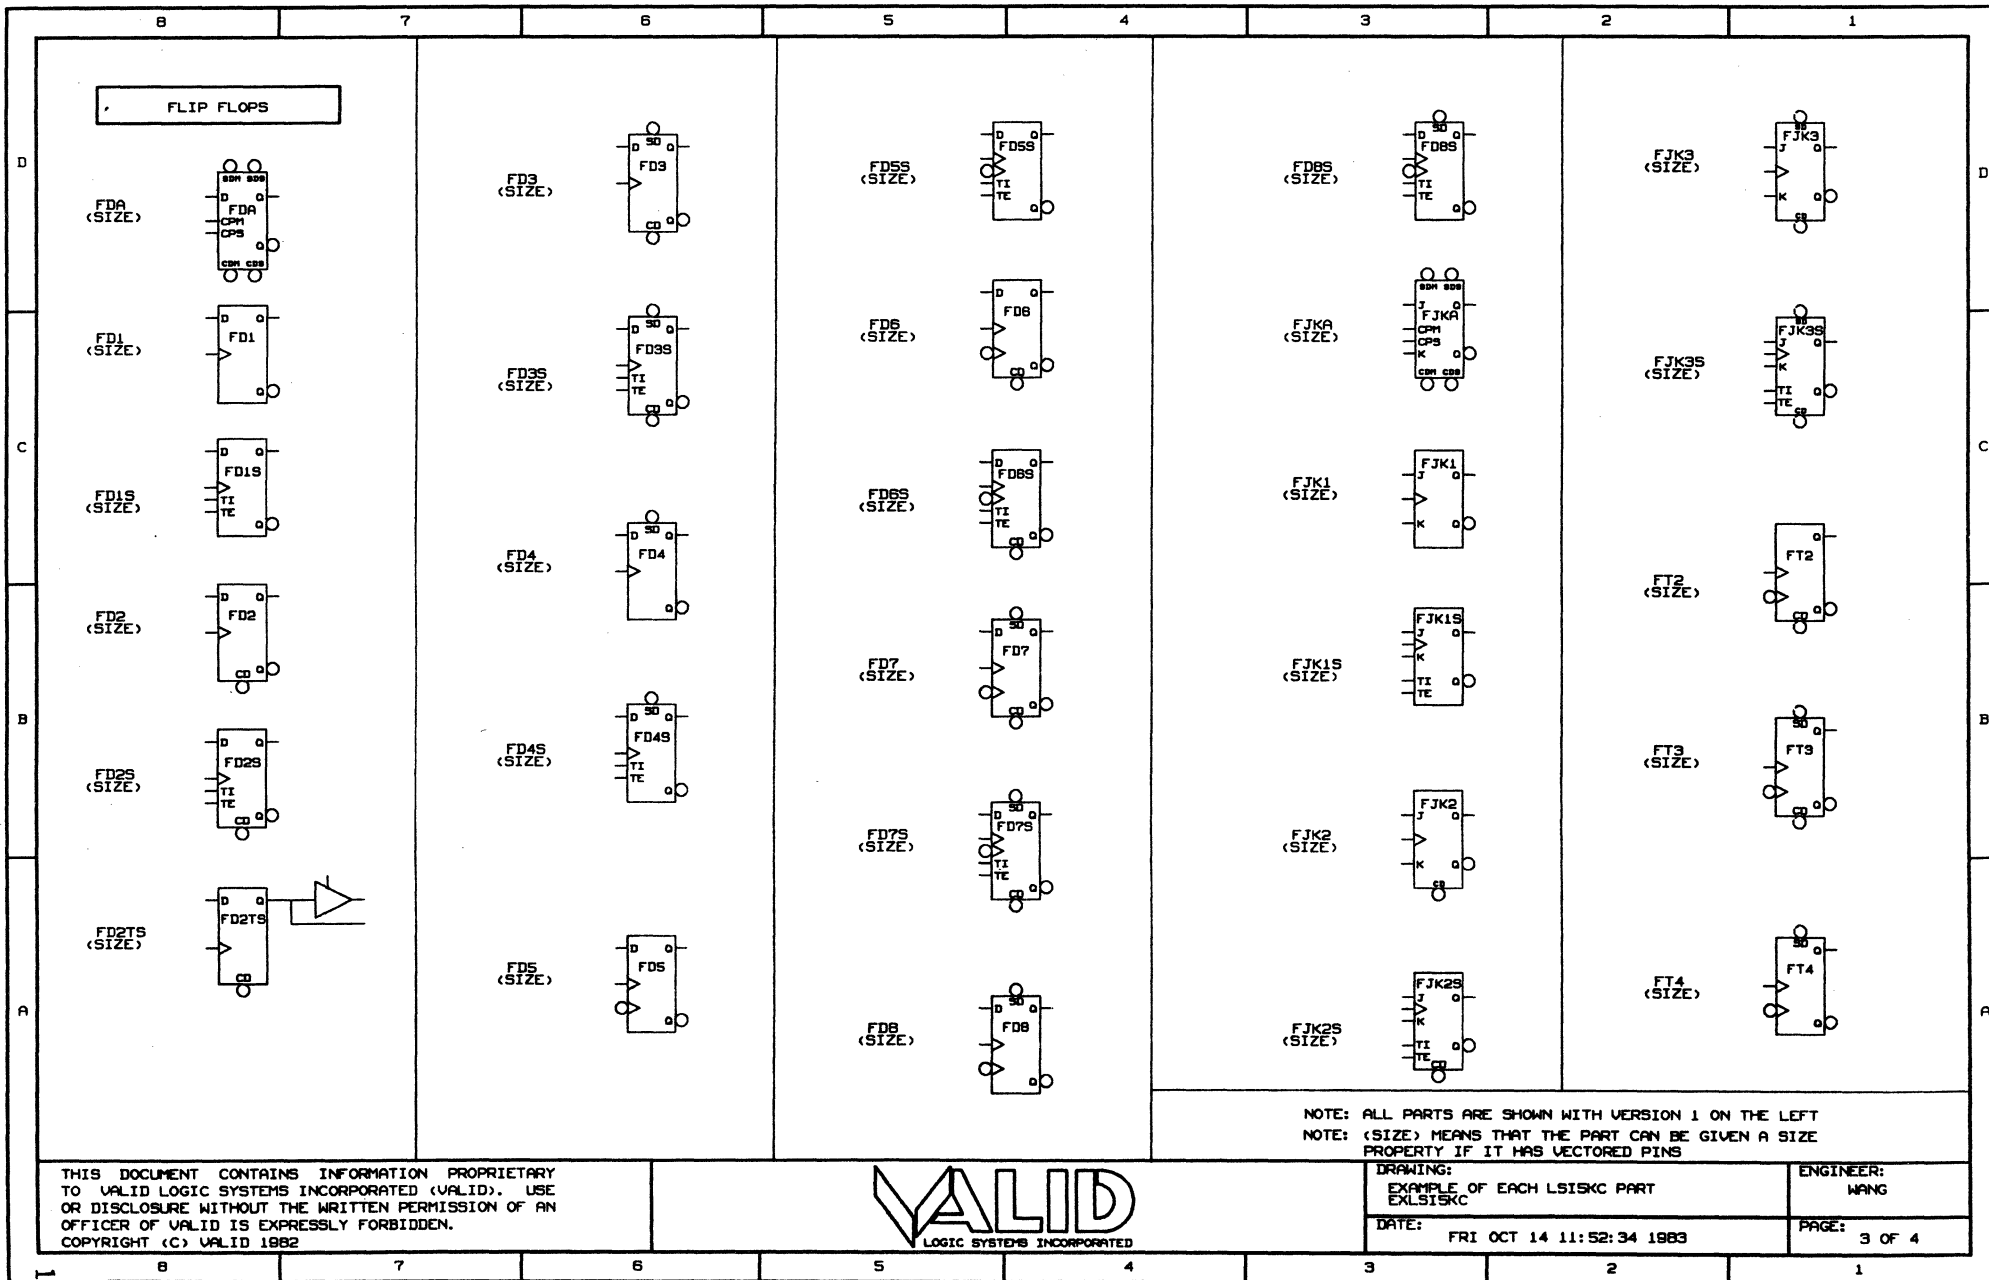 8 7 6 5 4 3 2 1
FLIP FLOPS
D
D
FDA
(SIZE)
SDM SDS
D Q
FDA
CPM
CPS
Q
CDM CDS
FD1
(SIZE)
D Q
FD1
Q
C
C
FD1S
(SIZE)
D Q
FD1S
TI
TE
Q
FD2
(SIZE)
D Q
FD2
CD Q
B
B
FD2S
(SIZE)
D Q
FD2S
TI
TE
CD Q
FD2TS
(SIZE)
D Q
FD2TS
CD
A
A
FD3
(SIZE)
D SD Q
FD3
CD Q
FD3S
(SIZE)
D SD Q
FD3S
TI
TE
CD Q
FD4
(SIZE)
D SD Q
FD4
Q
FD4S
(SIZE)
D SD Q
FD4S
TI
TE
Q
FD5
(SIZE)
D Q
FD5
Q
FD5S
(SIZE)
D Q
FD5S
TI
TE
Q
FD6
(SIZE)
D Q
FD6
CD Q
FD6S
(SIZE)
D Q
FD6S
TI
TE
CD Q
FD7
(SIZE)
D SD Q
FD7
CD Q
FD7S
(SIZE)
D SD Q
FD7S
TI
TE
CD Q
FD8
(SIZE)
D SD Q
FD8
Q
FD8S
(SIZE)
D SD Q
FD8S
TI
TE
Q
FJKA
(SIZE)
SDM SDS
J Q
FJKA
CPM
CPS
K Q
CDM CDS
FJK1
(SIZE)
FJK1
J Q
K Q
FJK1S
(SIZE)
FJK1S
J Q
K
TI Q
TE
FJK2
(SIZE)
FJK2
J Q
K Q
CD
FJK2S
(SIZE)
FJK2S
J Q
K
TI Q
TE
CD
FJK3
(SIZE)
SD
FJK3
J Q
K Q
CD
FJK3S
(SIZE)
SD
FJK3S
J Q
K
TI Q
TE
CD
FT2
(SIZE)
Q
FT2
CD Q
FT3
(SIZE)
SD Q
FT3
CD Q
FT4
(SIZE)
SD Q
FT4
Q
NOTE: ALL PARTS ARE SHOWN WITH VERSION 1 ON THE LEFT
NOTE: (SIZE) MEANS THAT THE PART CAN BE GIVEN A SIZE
PROPERTY IF IT HAS VECTORED PINS
THIS DOCUMENT CONTAINS INFORMATION PROPRIETARY
TO VALID LOGIC SYSTEMS INCORPORATED (VALID). USE
OR DISCLOSURE WITHOUT THE WRITTEN PERMISSION OF AN
OFFICER OF VALID IS EXPRESSLY FORBIDDEN.
COPYRIGHT (C) VALID 1982
VALID
LOGIC SYSTEMS INCORPORATED
DRAWING:
EXAMPLE OF EACH LSI5KC PART
EXLSI5KC
ENGINEER:
WANG
DATE:
FRI OCT 14 11:52:34 1983
PAGE:
3 OF 4
8 7 6 5 4 3 2 1
1